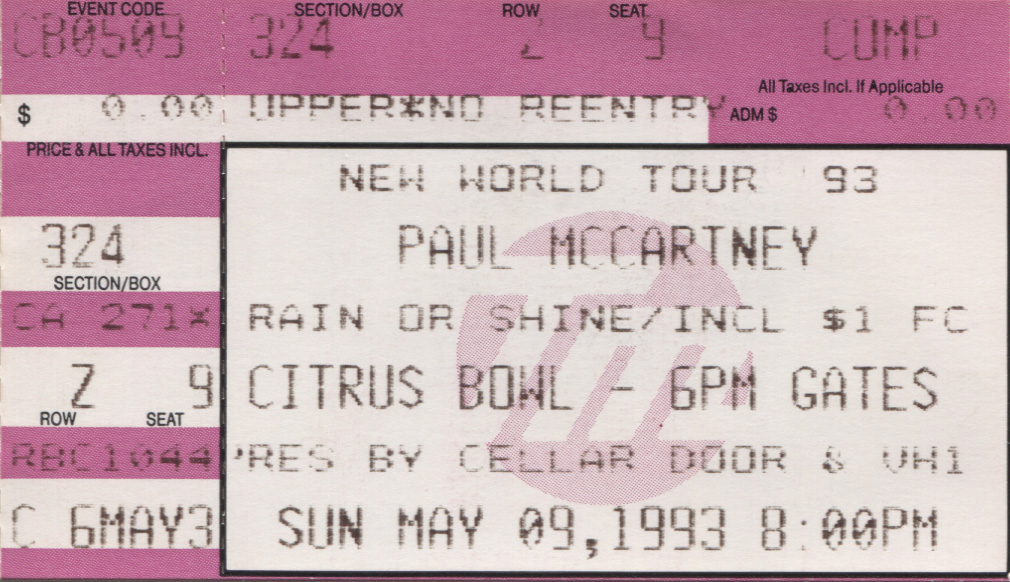 EVENT CODE SECTION/BOX ROW SEAT
CB0509 324 Z 9 COMP
All Taxes Incl. If Applicable
$ 0.00 UPPER*NO REENTRY ADM $ 0.00
PRICE & ALL TAXES INCL.
NEW WORLD TOUR '93
324 PAUL MCCARTNEY
SECTION/BOX
CA 271* RAIN OR SHINE/INCL $1 FC
Z 9 CITRUS BOWL - 6PM GATES
ROW SEAT
RBC1044 'RES BY CELLAR DOOR & VH1
C 6MAY3 SUN MAY 09,1993 8:00PM